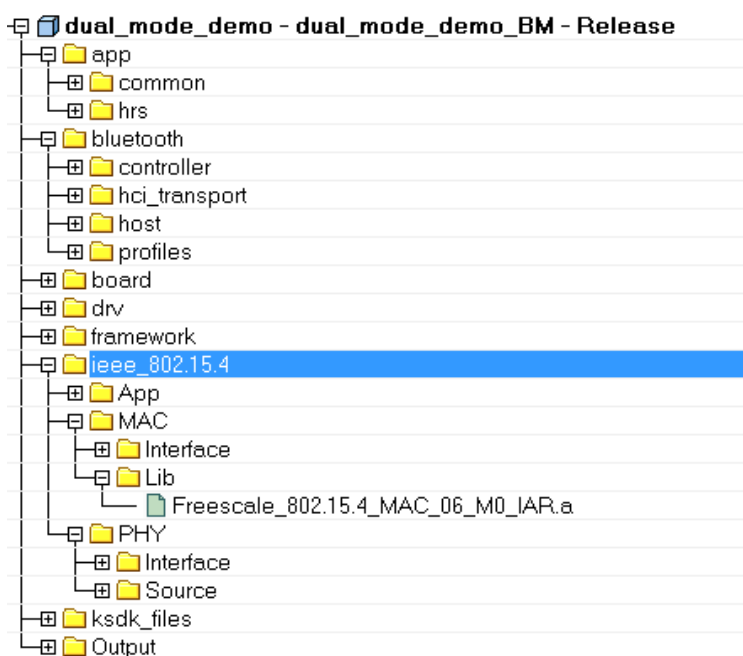 dual_mode_demo - dual_mode_demo_BM - Release
app
common
hrs
bluetooth
controller
hci_transport
host
profiles
board
drv
framework
ieee_802.15.4
App
MAC
Interface
Lib
Freescale_802.15.4_MAC_06_M0_IAR.a
PHY
Interface
Source
ksdk_files
Output